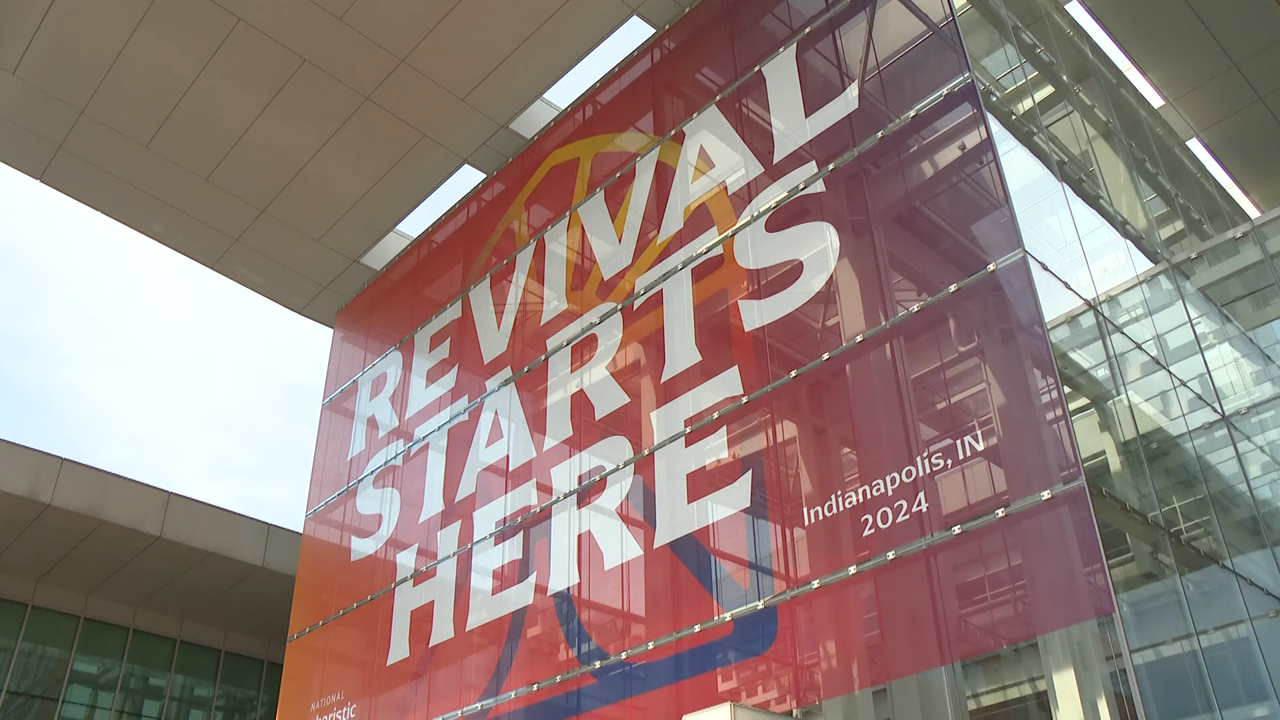 REVIVAL
STARTS
HERE
Indianapolis, IN
2024
NATIONAL